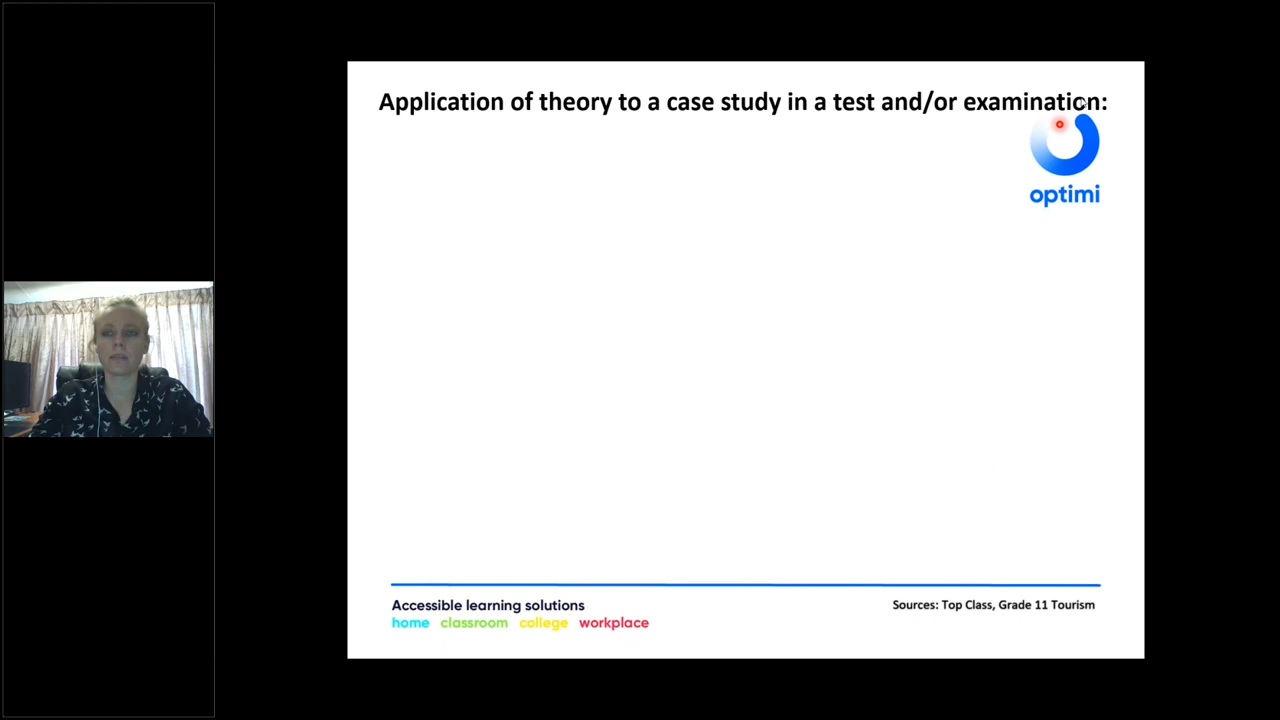 Application of theory to a case study in a test and/or examination:
optimi
Accessible learning solutions
home classroom college workplace
Sources: Top Class, Grade 11 Tourism